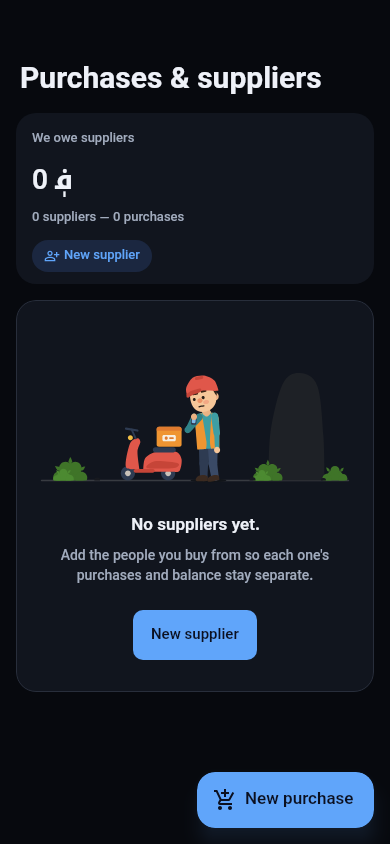 Purchases & suppliers
We owe suppliers
0
0 suppliers — 0 purchases
New supplier
No suppliers yet.
Add the people you buy from so each one's
purchases and balance stay separate.
New supplier
New purchase